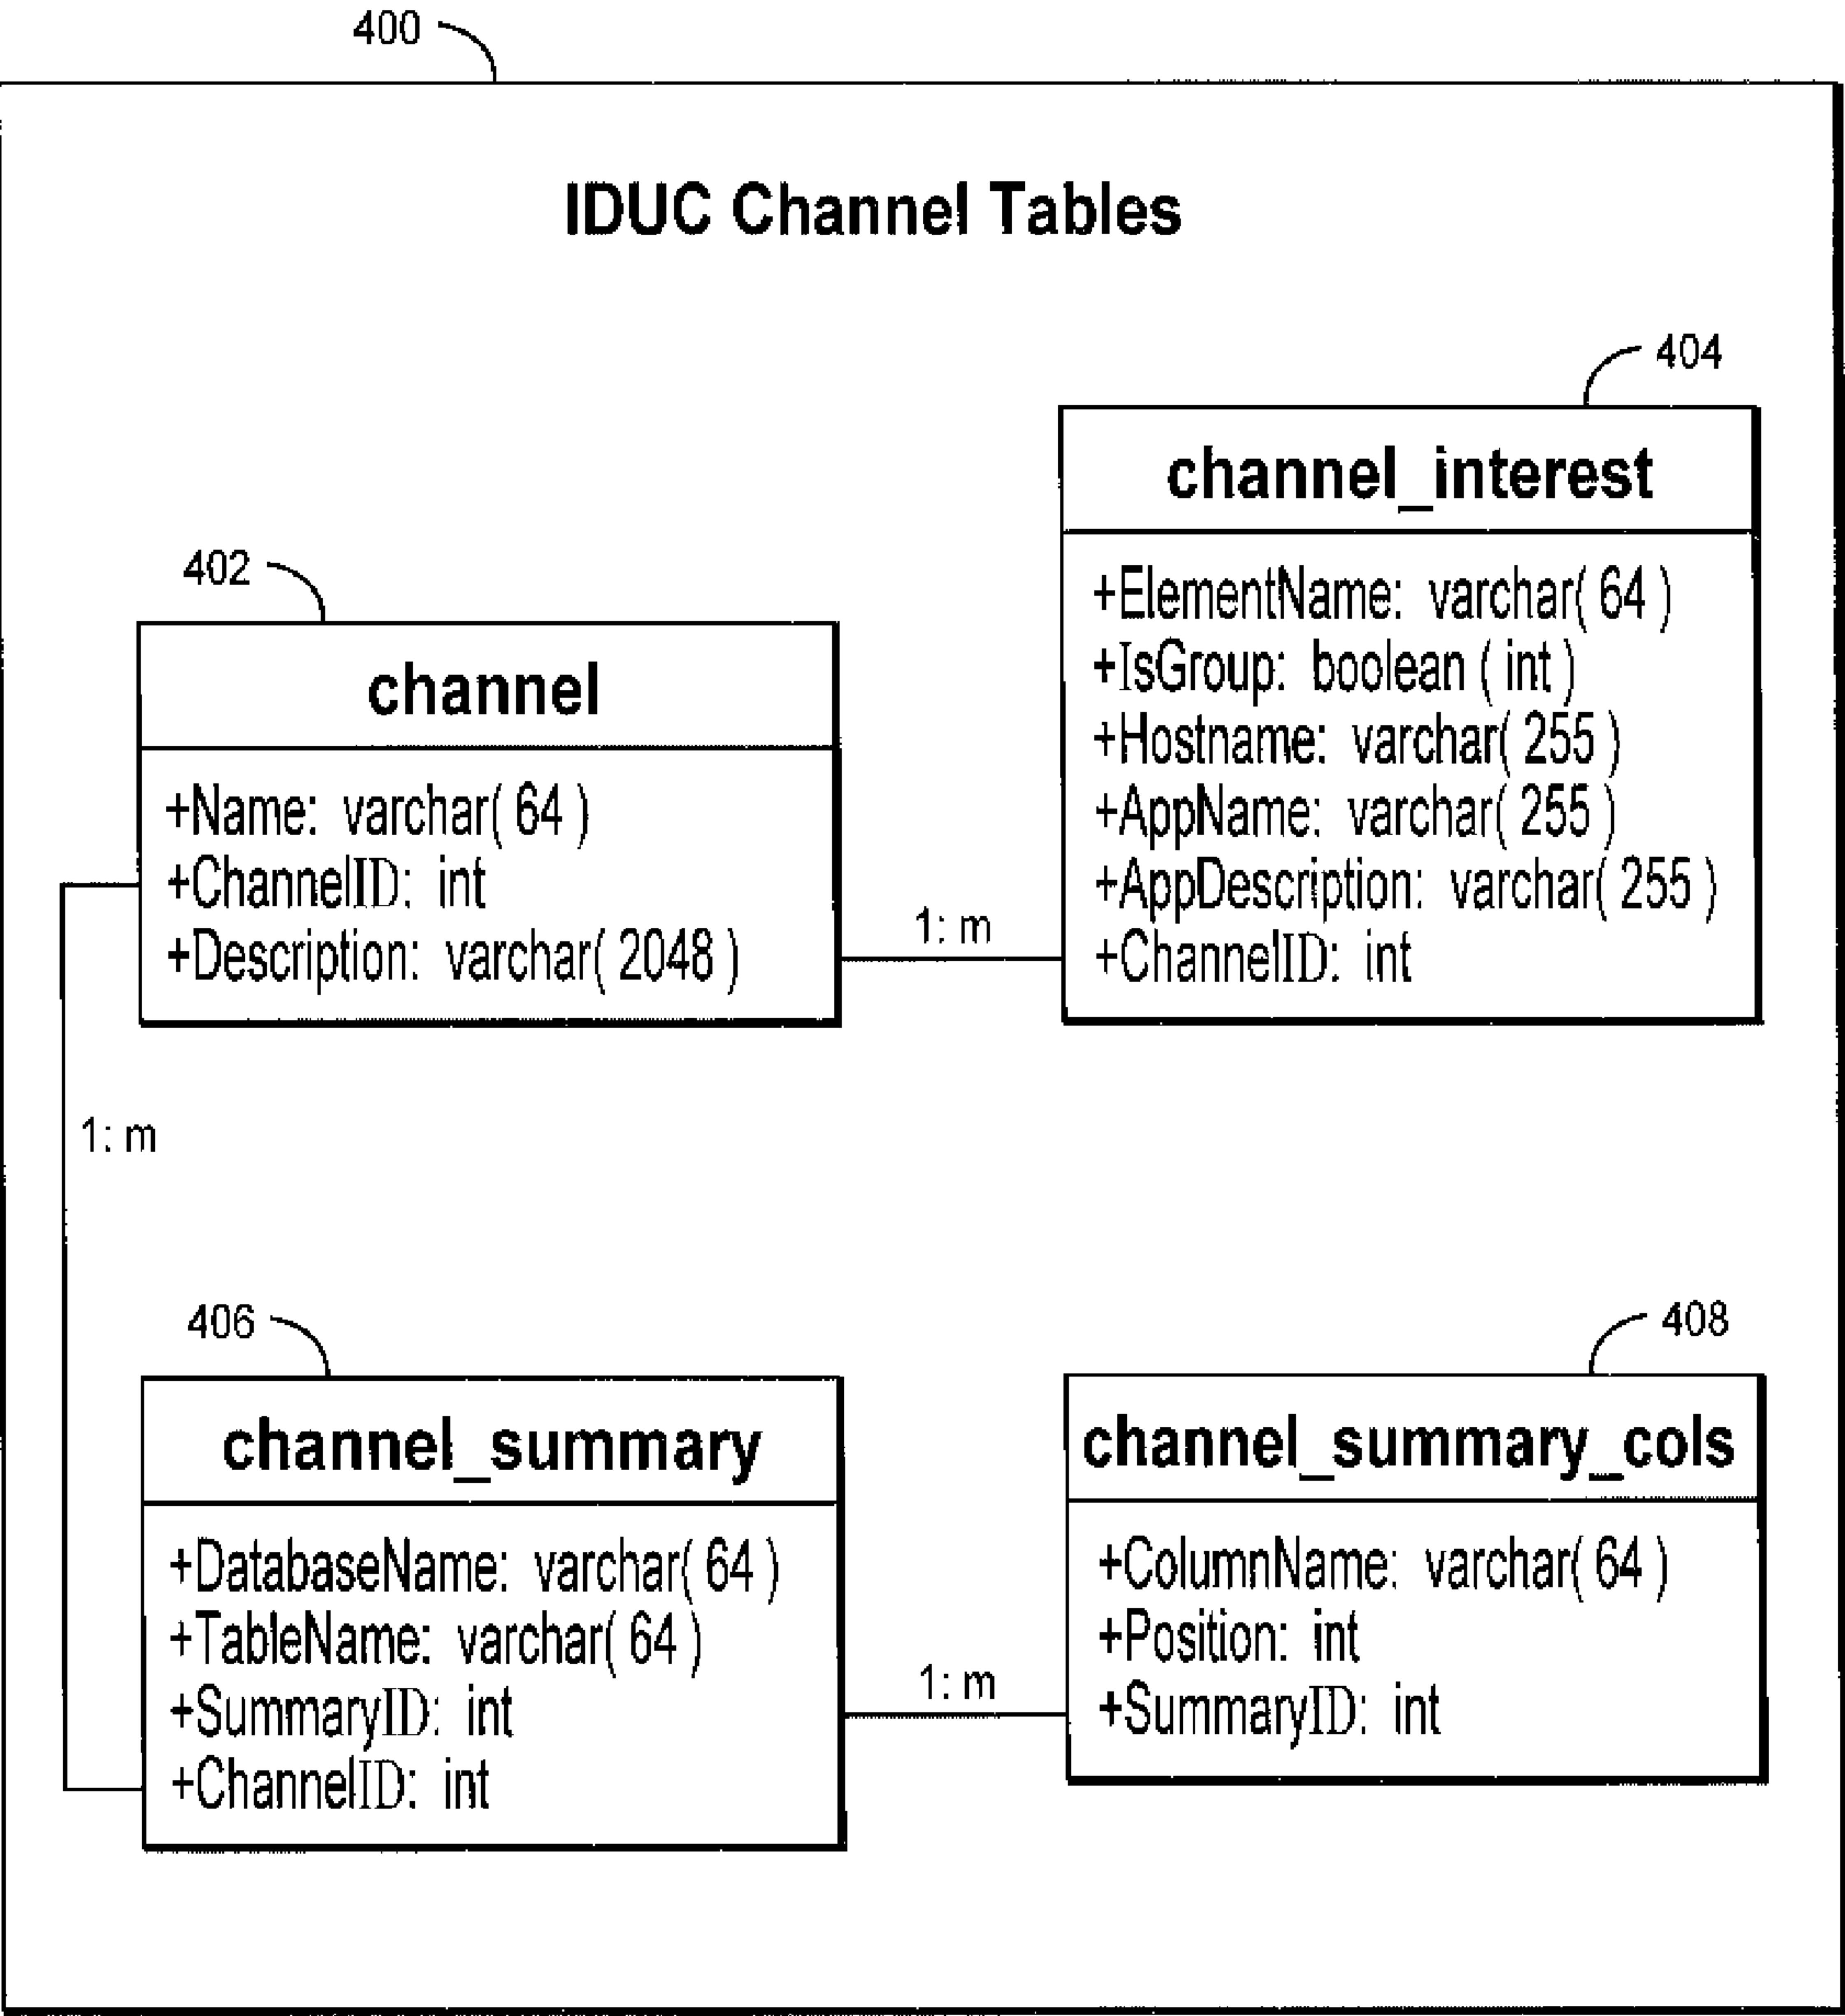 400
IDUC Channel Tables
404
channel_interest
+ElementName: varchar( 64 )
+IsGroup: boolean ( int )
+Hostname: varchar( 255 )
+AppName: varchar( 255 )
+AppDescription: varchar( 255 )
+ChannelID: int
402
channel
+Name: varchar( 64 )
+ChannelID: int
+Description: varchar( 2048 )
1: m
1: m
406
channel_summary
+DatabaseName: varchar( 64 )
+TableName: varchar( 64 )
+SummaryID: int
+ChannelID: int
1: m
408
channel_summary_cols
+ColumnName: varchar( 64 )
+Position: int
+SummaryID: int